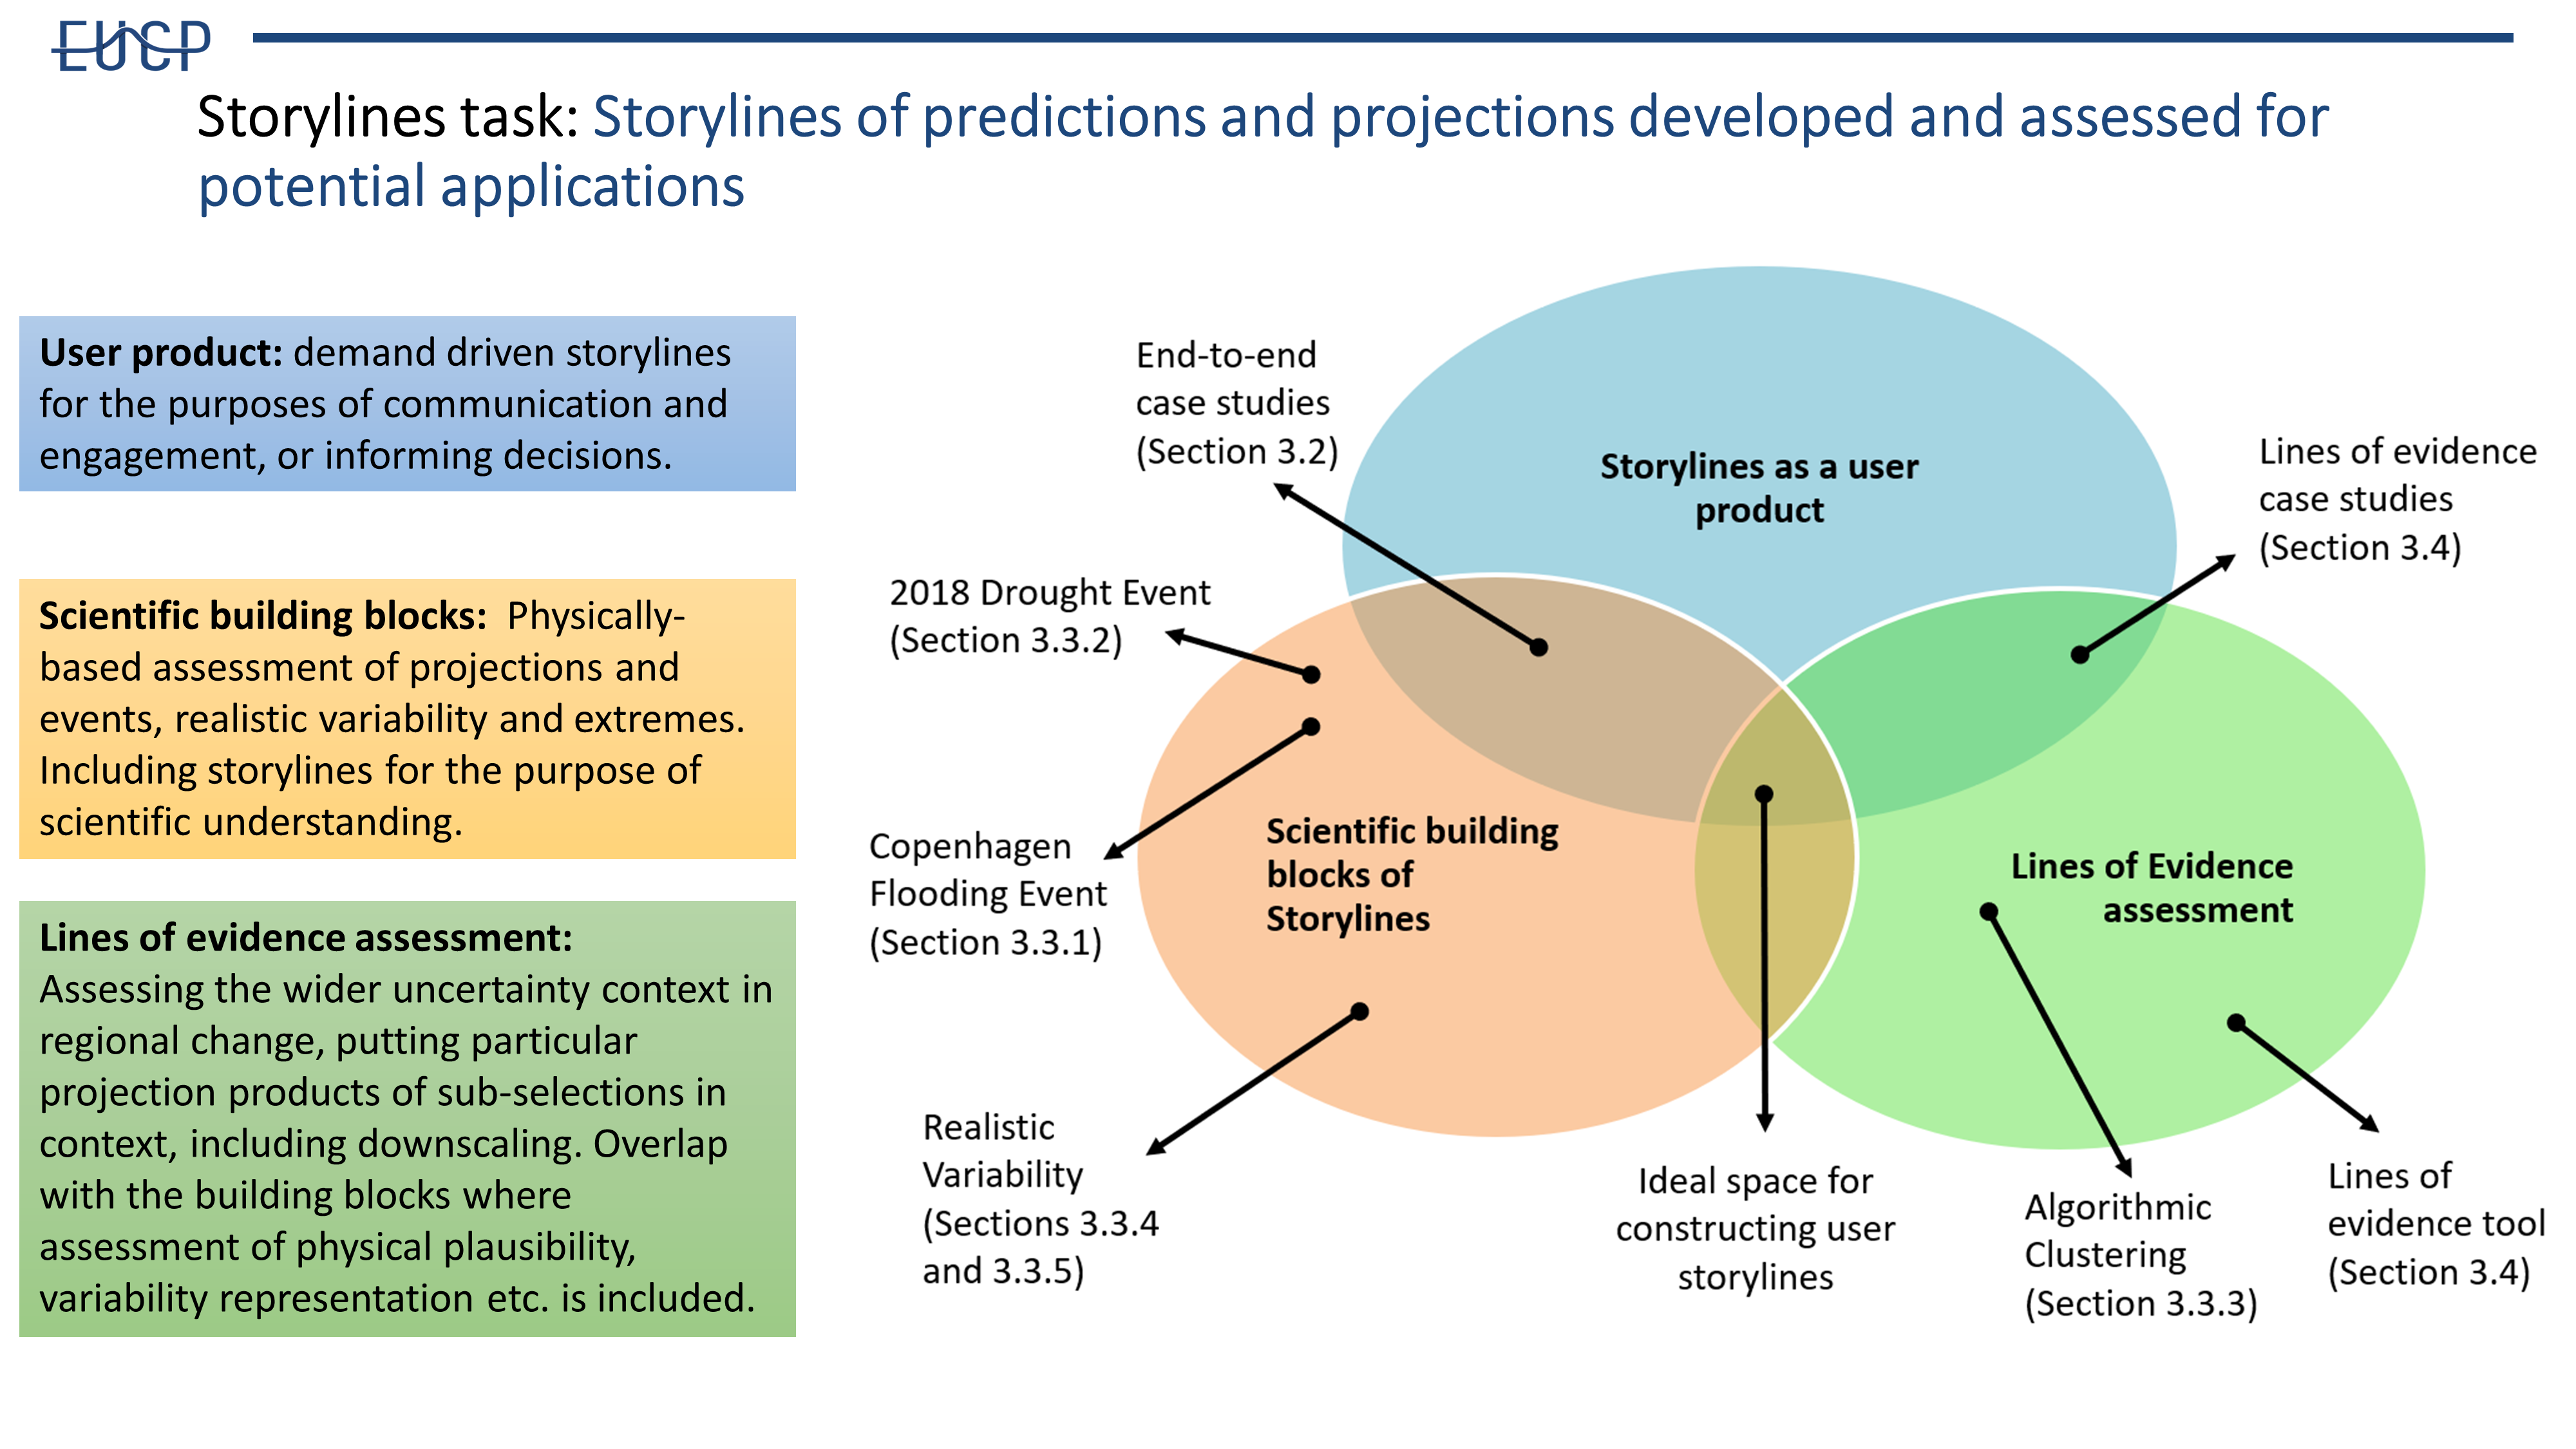 EUCP
Storylines task: Storylines of predictions and projections developed and assessed for
potential applications
User product: demand driven storylines
for the purposes of communication and
engagement, or informing decisions.
Scientific building blocks: Physically-
based assessment of projections and
events, realistic variability and extremes.
Including storylines for the purpose of
scientific understanding.
Lines of evidence assessment:
Assessing the wider uncertainty context in
regional change, putting particular
projection products of sub-selections in
context, including downscaling. Overlap
with the building blocks where
assessment of physical plausibility,
variability representation etc. is included.
End-to-end
case studies
(Section 3.2)
Storylines as a user
product
Lines of evidence
case studies
(Section 3.4)
2018 Drought Event
(Section 3.3.2)
Copenhagen
Flooding Event
(Section 3.3.1)
Scientific building
blocks of
Storylines
Lines of Evidence
assessment
Realistic
Variability
(Sections 3.3.4
and 3.3.5)
Ideal space for
constructing user
storylines
Algorithmic
Clustering
(Section 3.3.3)
Lines of
evidence tool
(Section 3.4)